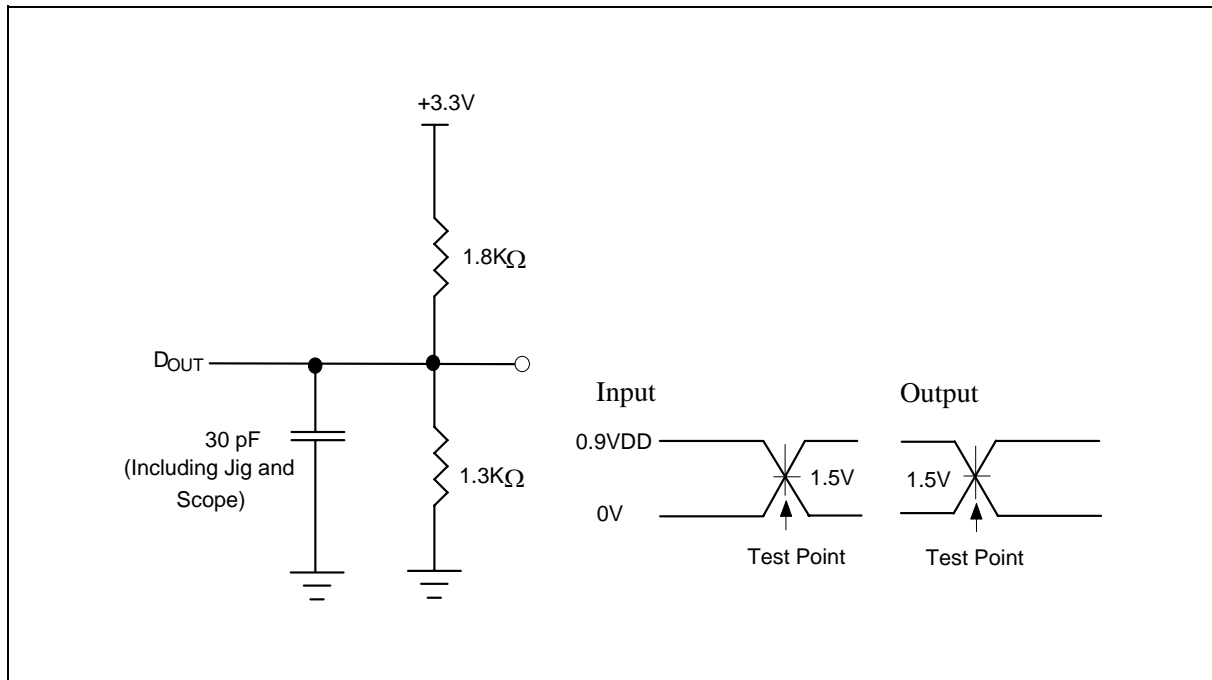 +3.3V
1.8KΩ
DOUT
30 pF
(Including Jig and
Scope)
1.3KΩ
Input
Output
0.9VDD
0V
1.5V
1.5V
Test Point
Test Point